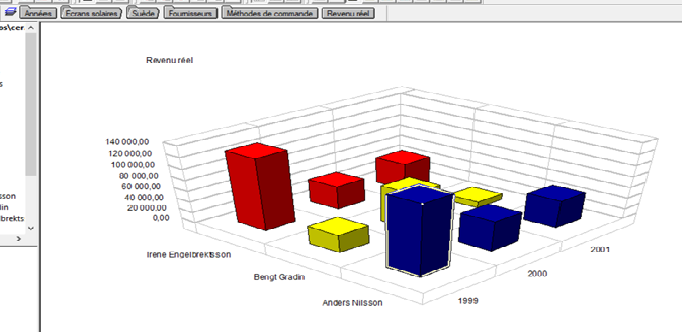 Années Ecrans solaires Suède Fournisseurs Méthodes de commande Revenu réel
Revenu réel
140 000,00
120 000,00
100 000,00
80 000,00
60 000,00
40 000,00
20 000,00
0,00
Irene Engelbrektsson
Bengt Gradin
Anders Nilsson
1999
2000
2001